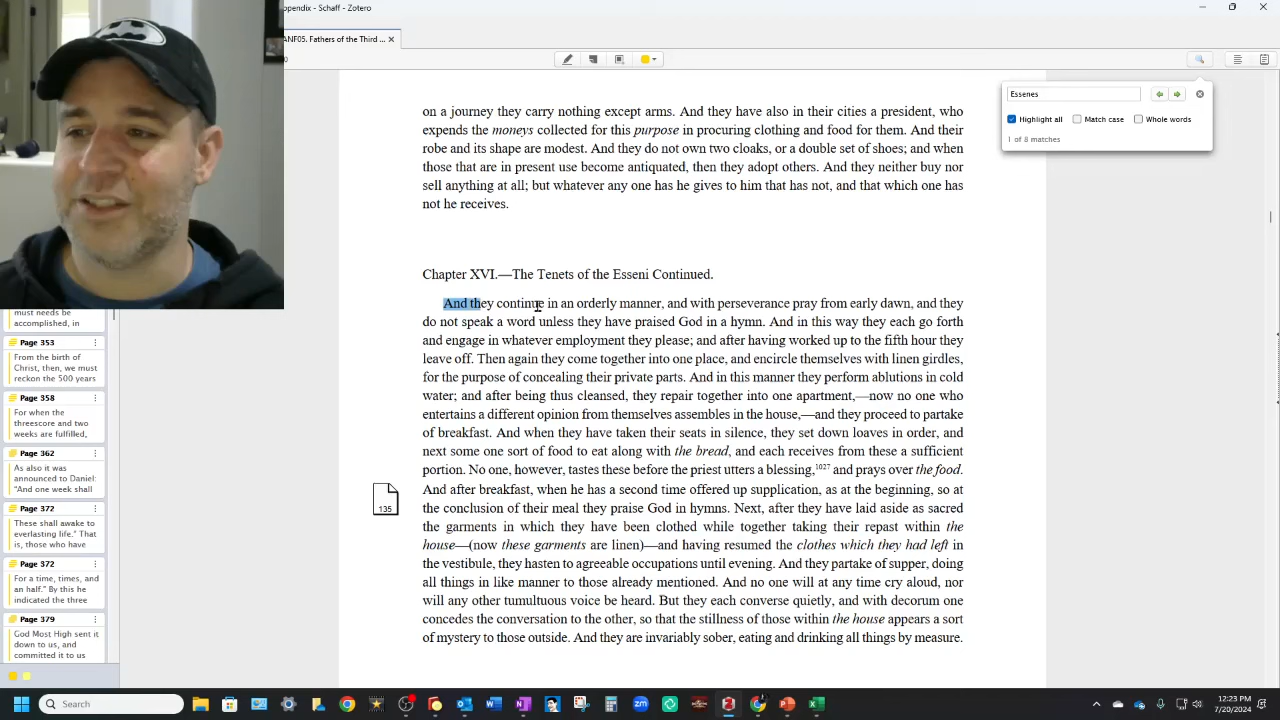 ppendix - Schaff - Zotero
ANF05. Fathers of the Third ...
Essenes
Highlight all
Match case
Whole words
1 of 8 matches
on a journey they carry nothing except arms. And they have also in their cities a president, who
expends the moneys collected for this purpose in procuring clothing and food for them. And their
robe and its shape are modest. And they do not own two cloaks, or a double set of shoes; and when
those that are in present use become antiquated, then they adopt others. And they neither buy nor
sell anything at all; but whatever any one has he gives to him that has not, and that which one has
not he receives.
Chapter XVI.—The Tenets of the Esseni Continued.
And they continue in an orderly manner, and with perseverance pray from early dawn, and they
do not speak a word unless they have praised God in a hymn. And in this way they each go forth
and engage in whatever employment they please; and after having worked up to the fifth hour they
leave off. Then again they come together into one place, and encircle themselves with linen girdles,
for the purpose of concealing their private parts. And in this manner they perform ablutions in cold
water; and after being thus cleansed, they repair together into one apartment,—now no one who
entertains a different opinion from themselves assembles in the house,—and they proceed to partake
of breakfast. And when they have taken their seats in silence, they set down loaves in order, and
next some one sort of food to eat along with the bread, and each receives from these a sufficient
portion. No one, however, tastes these before the priest utters a blessing,1027 and prays over the food.
135
And after breakfast, when he has a second time offered up supplication, as at the beginning, so at
the conclusion of their meal they praise God in hymns. Next, after they have laid aside as sacred
the garments in which they have been clothed while together taking their repast within the
house—(now these garments are linen)—and having resumed the clothes which they had left in
the vestibule, they hasten to agreeable occupations until evening. And they partake of supper, doing
all things in like manner to those already mentioned. And no one will at any time cry aloud, nor
will any other tumultuous voice be heard. But they each converse quietly, and with decorum one
concedes the conversation to the other, so that the stillness of those within the house appears a sort
of mystery to those outside. And they are invariably sober, eating and drinking all things by measure.
must needs be
accomplished, in
Page 353
From the birth of
Christ, then, we must
reckon the 500 years
Page 358
For when the
threescore and two
weeks are fulfilled,
Page 362
As also it was
announced to Daniel:
“And one week shall
Page 372
These shall awake to
everlasting life.” That
is, those who have
Page 372
For a time, times, and
an half.” By this he
indicated the three
Page 379
God Most High sent it
down to us, and
committed it to us
Search
zm
12:23 PM
7/20/2024